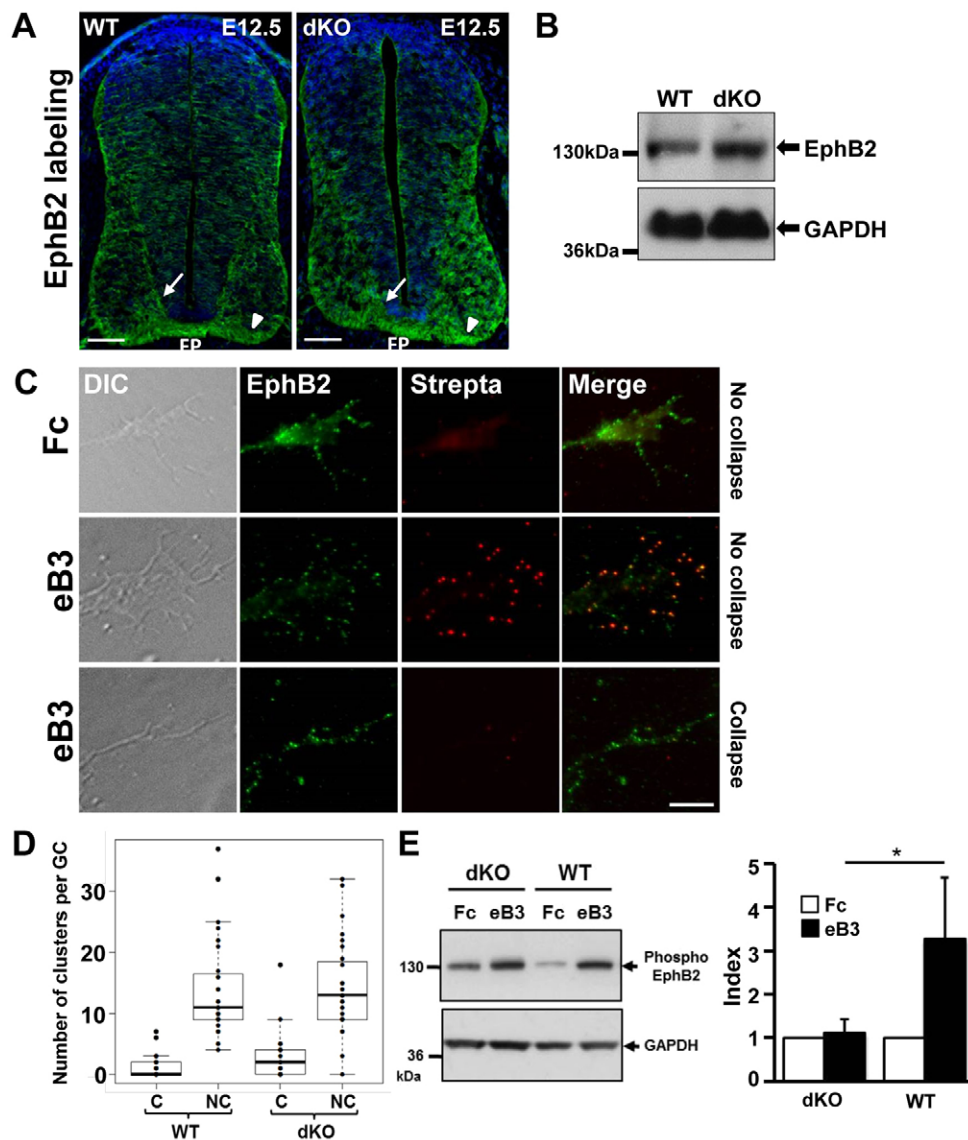 A
WT E12.5
dKO E12.5
EphB2 labeling
FP
FP
B
WT dKO
130kDa
EphB2
GAPDH
36kDa
C
DIC EphB2 Strepta Merge
Fc
No collapse
eB3
No collapse
eB3
Collapse
D
Number of clusters per GC
30
20
10
0
C NC C NC
WT dKO
E
dKO WT
Fc eB3 Fc eB3
130
Phospho
EphB2
36
GAPDH
kDa
Index
5
4
3
2
1
0
*
Fc
eB3
dKO WT